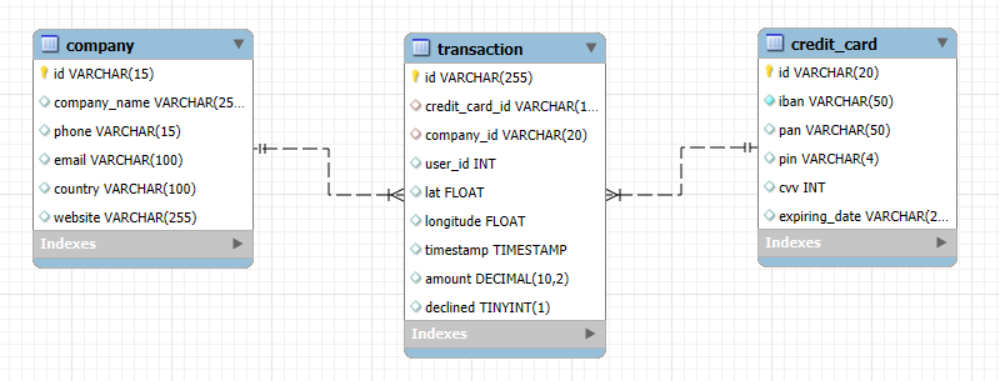 company
id VARCHAR(15)
company_name VARCHAR(25...
phone VARCHAR(15)
email VARCHAR(100)
country VARCHAR(100)
website VARCHAR(255)
Indexes
transaction
id VARCHAR(255)
credit_card_id VARCHAR(1...
company_id VARCHAR(20)
user_id INT
lat FLOAT
longitude FLOAT
timestamp TIMESTAMP
amount DECIMAL(10,2)
declined TINYINT(1)
Indexes
credit_card
id VARCHAR(20)
iban VARCHAR(50)
pan VARCHAR(50)
pin VARCHAR(4)
cvv INT
expiring_date VARCHAR(2...
Indexes